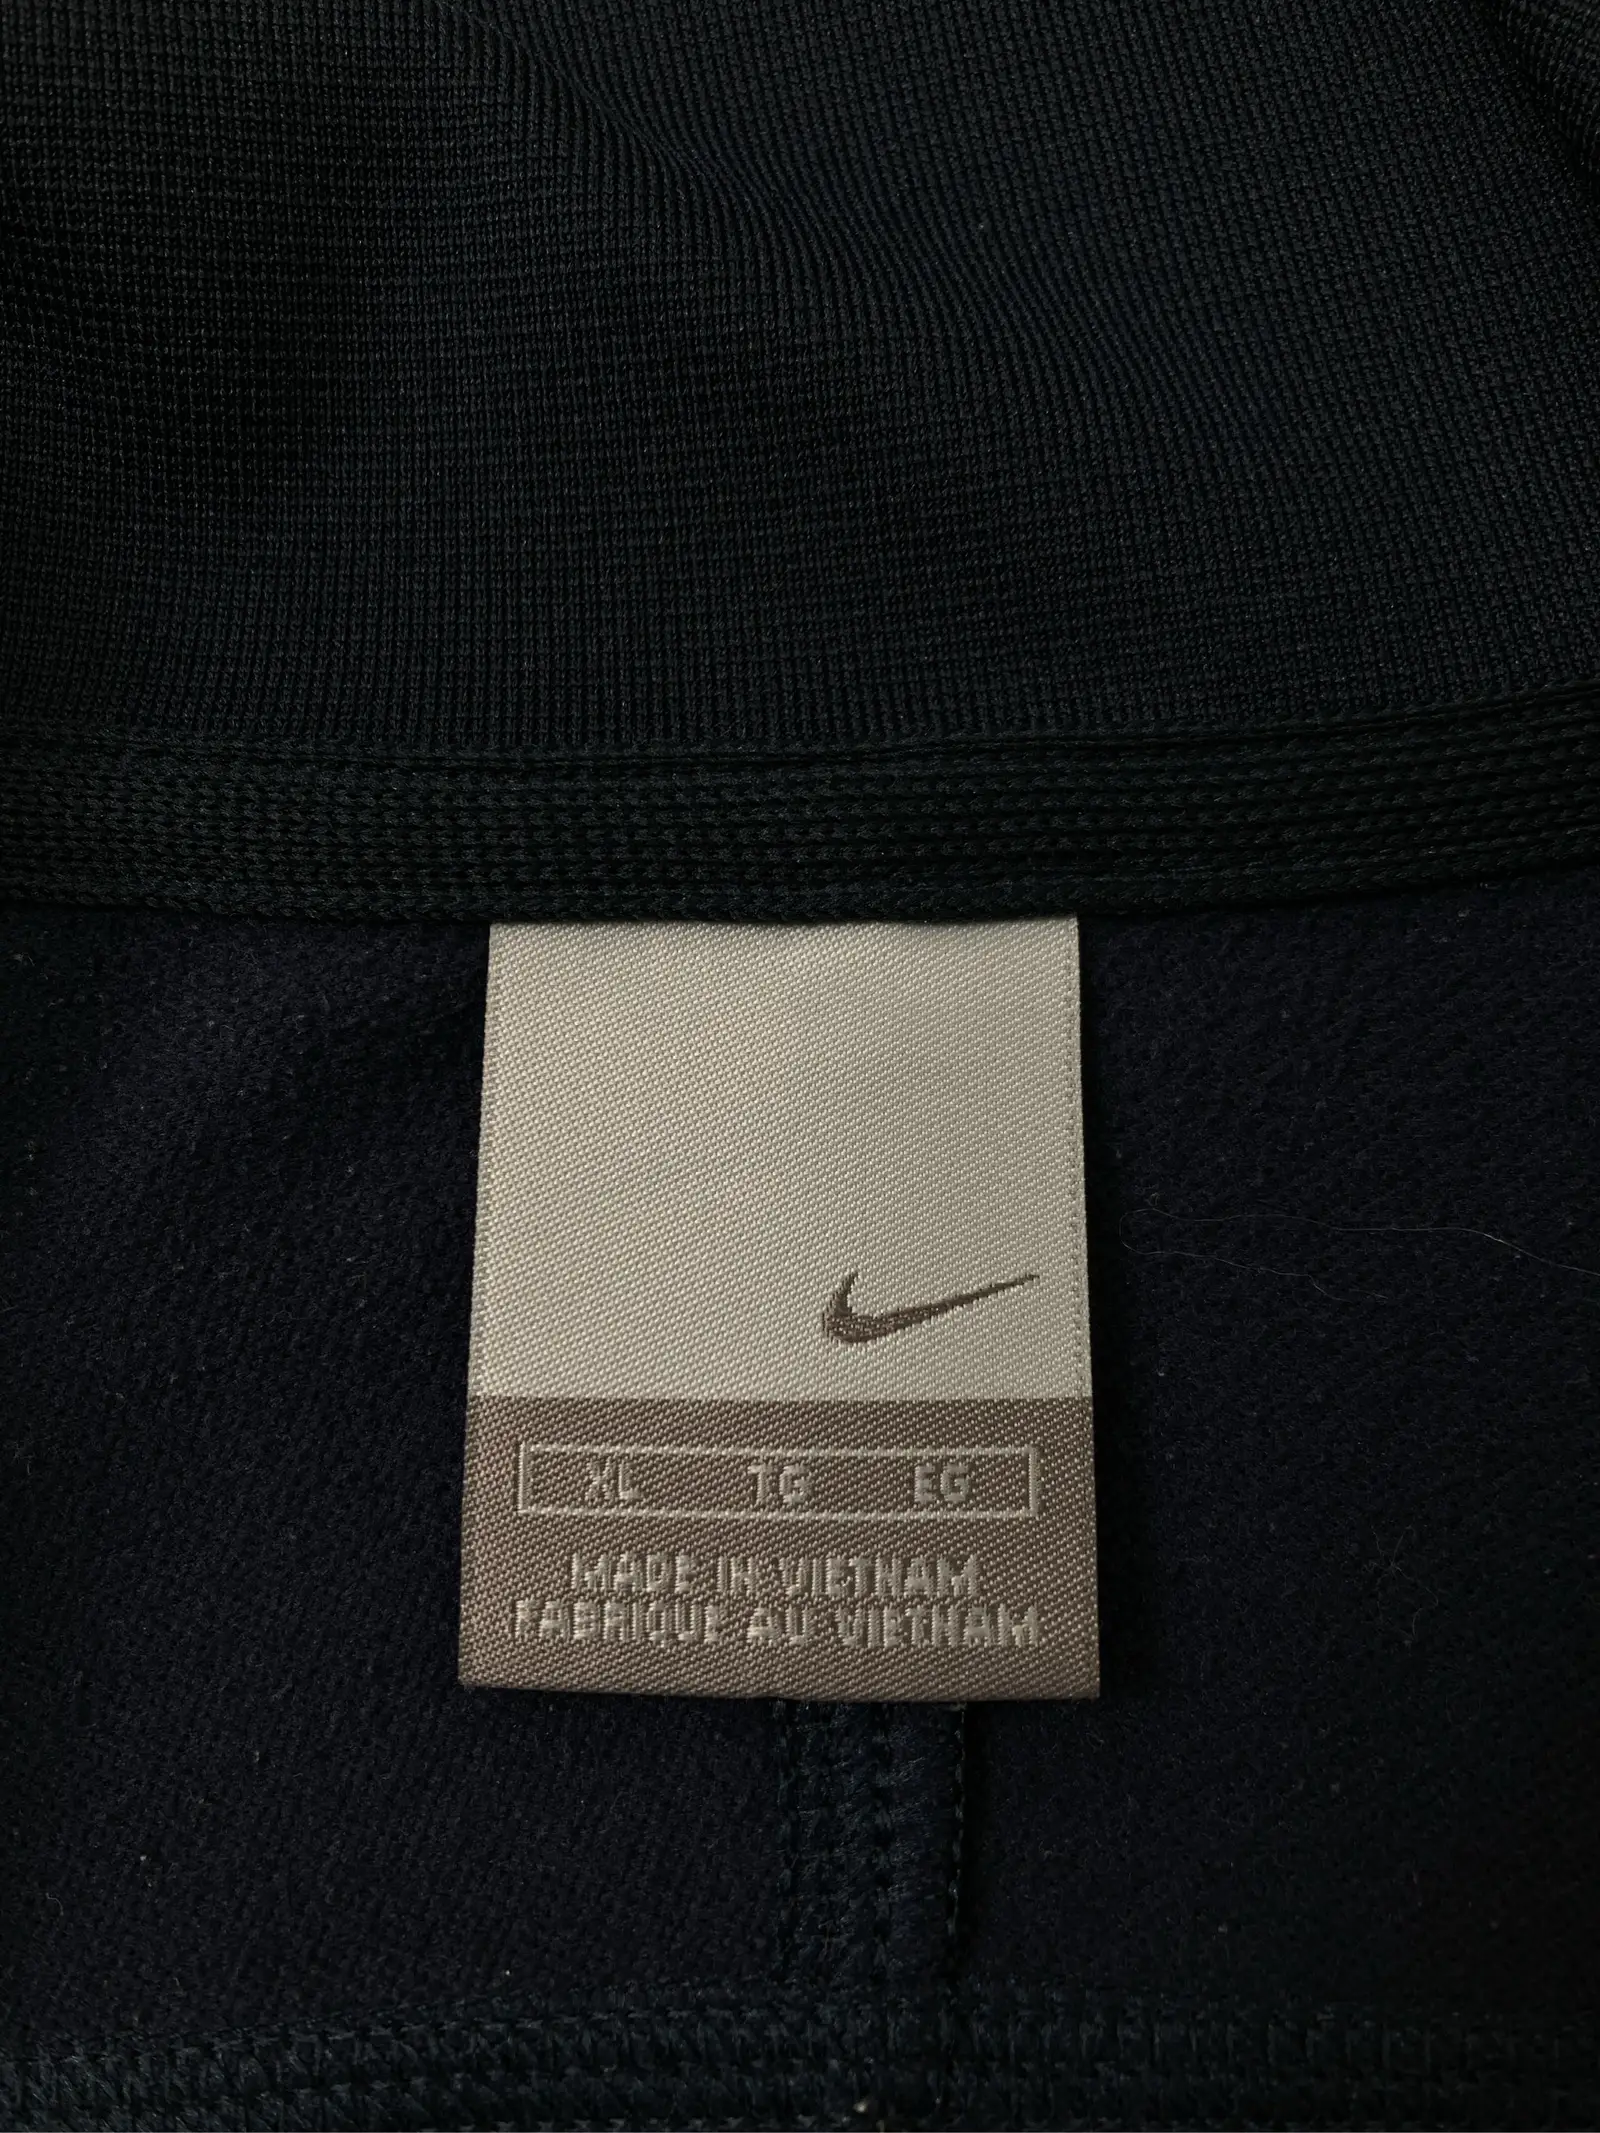 XL TG EG
MADE IN VIETNAM
FABRIQUE AU VIETNAM